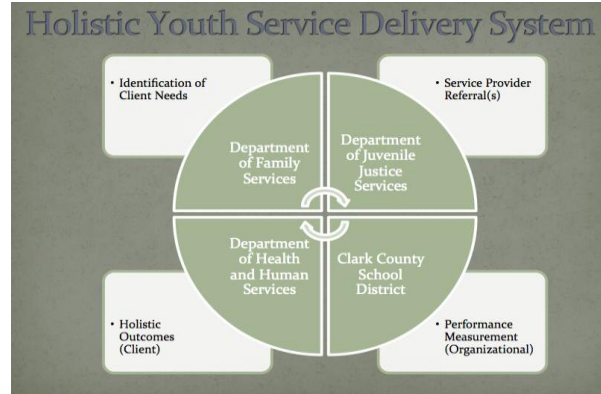 Holistic Youth Service Delivery System
• Identification of
Client Needs
• Service Provider
Referral(s)
Department
of Family
Services
Department
of Juvenile
Justice
Services
Department
of Health
and Human
Services
Clark County
School
District
• Holistic
Outcomes
(Client)
• Performance
Measurement
(Organizational)